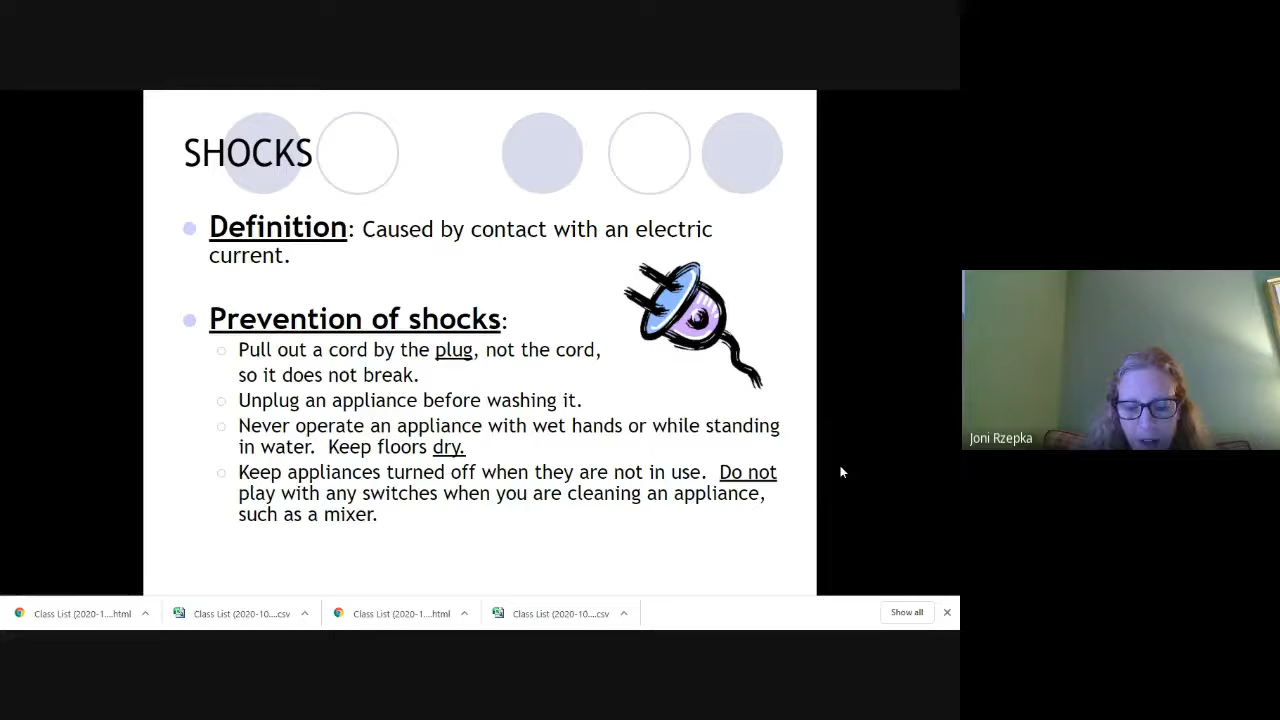 SHOCKS
Definition: Caused by contact with an electric
current.
Prevention of shocks:
Pull out a cord by the plug, not the cord,
so it does not break.
Unplug an appliance before washing it.
Never operate an appliance with wet hands or while standing
in water. Keep floors dry.
Keep appliances turned off when they are not in use. Do not
play with any switches when you are cleaning an appliance,
such as a mixer.
Joni Rzepka
Class List (2020-1....html
Class List (2020-10....csv
Class List (2020-1....html
Class List (2020-10....csv
Show all